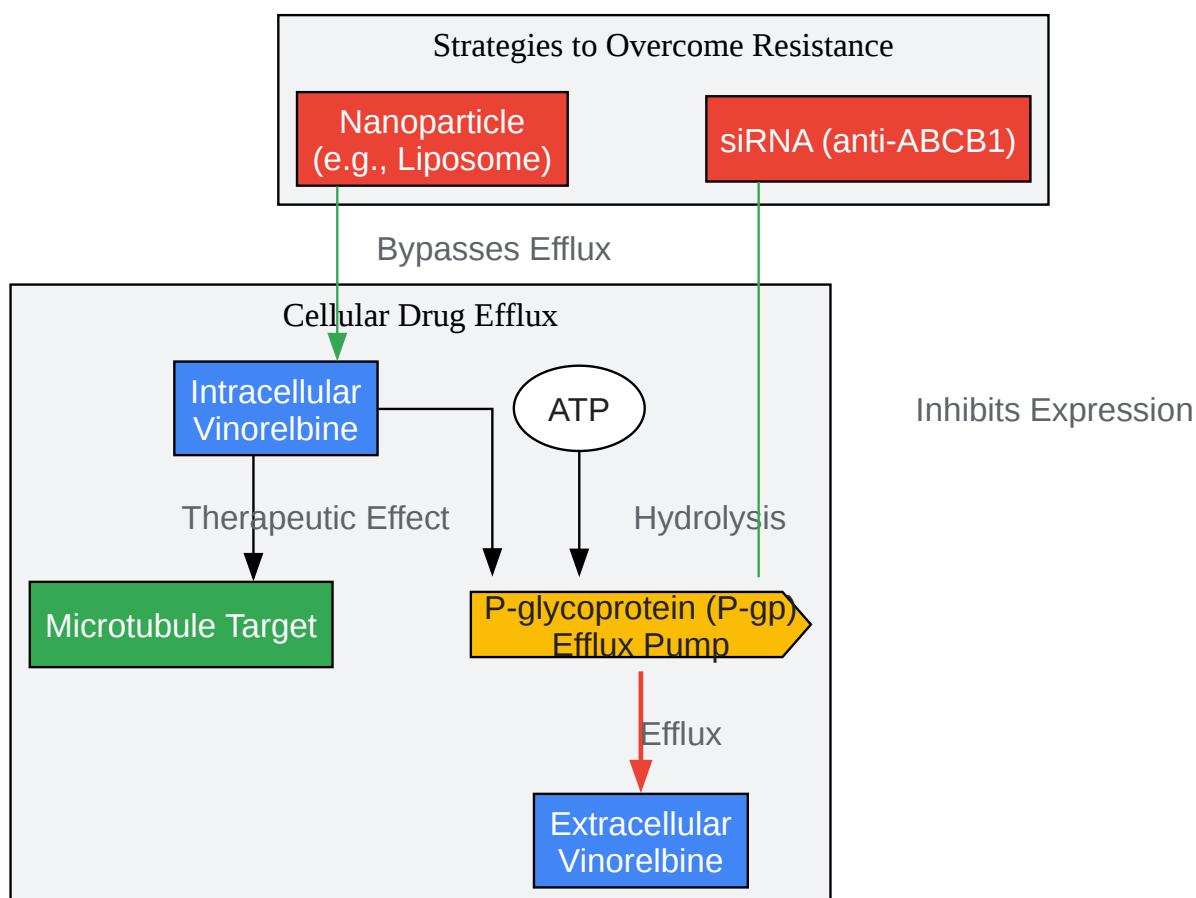 Strategies to Overcome Resistance
Nanoparticle
(e.g., Liposome)
siRNA (anti-ABCB1)
Bypasses Efflux
Cellular Drug Efflux
Intracellular
Vinorelbine
ATP
Inhibits Expression
Therapeutic Effect
Hydrolysis
Microtubule Target
P-glycoprotein (P-gp)
Efflux Pump
Efflux
Extracellular
Vinorelbine